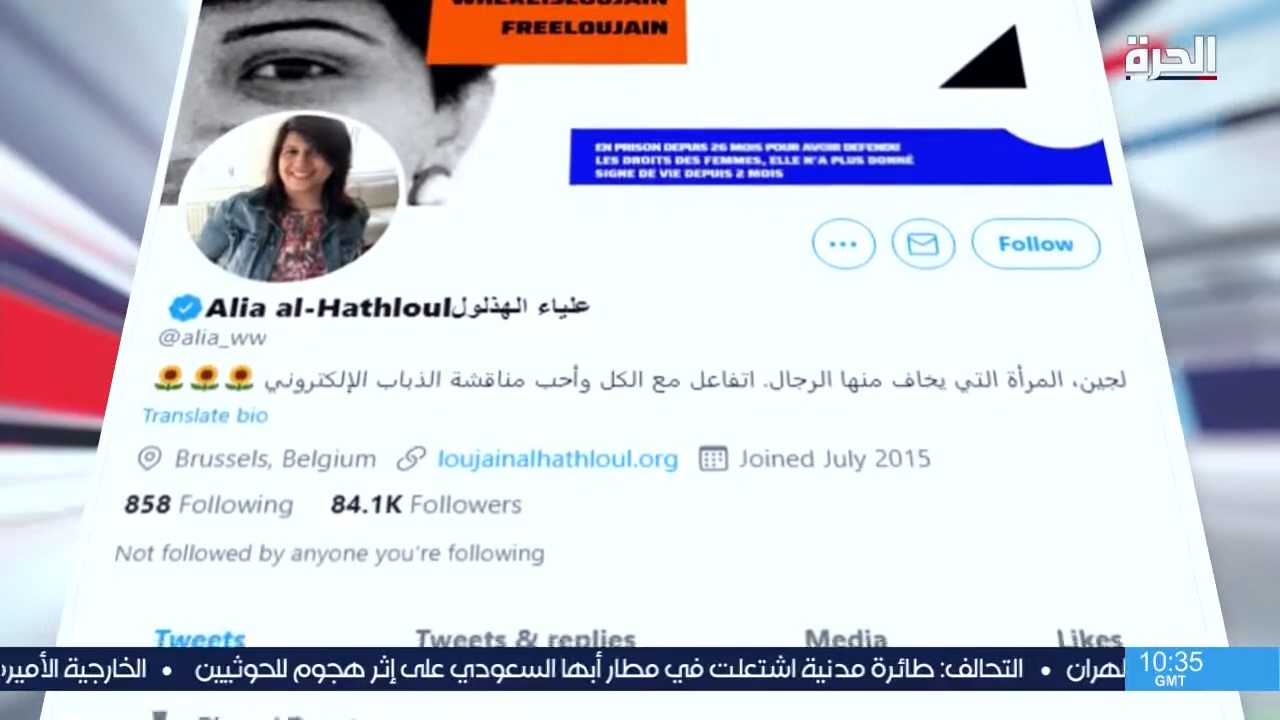 FREELOUJAIN
الحرة
EN PRISON DEPUIS 26 MOIS POUR AVOIR DEFENDU
LES DROITS DES FEMMES, ELLE N'A PLUS DONNÉ
SIGNE DE VIE DEPUIS 2 MOIS
Follow
Alia al-Hathloul علياء الهذلول
@alia_ww
لجين، المرأة التي يخاف منها الرجال. اتفاعل مع الكل وأحب مناقشة الذباب الإلكتروني 🌻🌻🌻
Translate bio
Brussels, Belgium loujainalhathloul.org Joined July 2015
858 Following 84.1K Followers
Not followed by anyone you're following
Tweets Tweets & replies Media Likes
التحالف: طائرة مدنية اشتعلت في مطار أبها السعودي على إثر هجوم للحوثيين • الخارجية
10:35
GMT